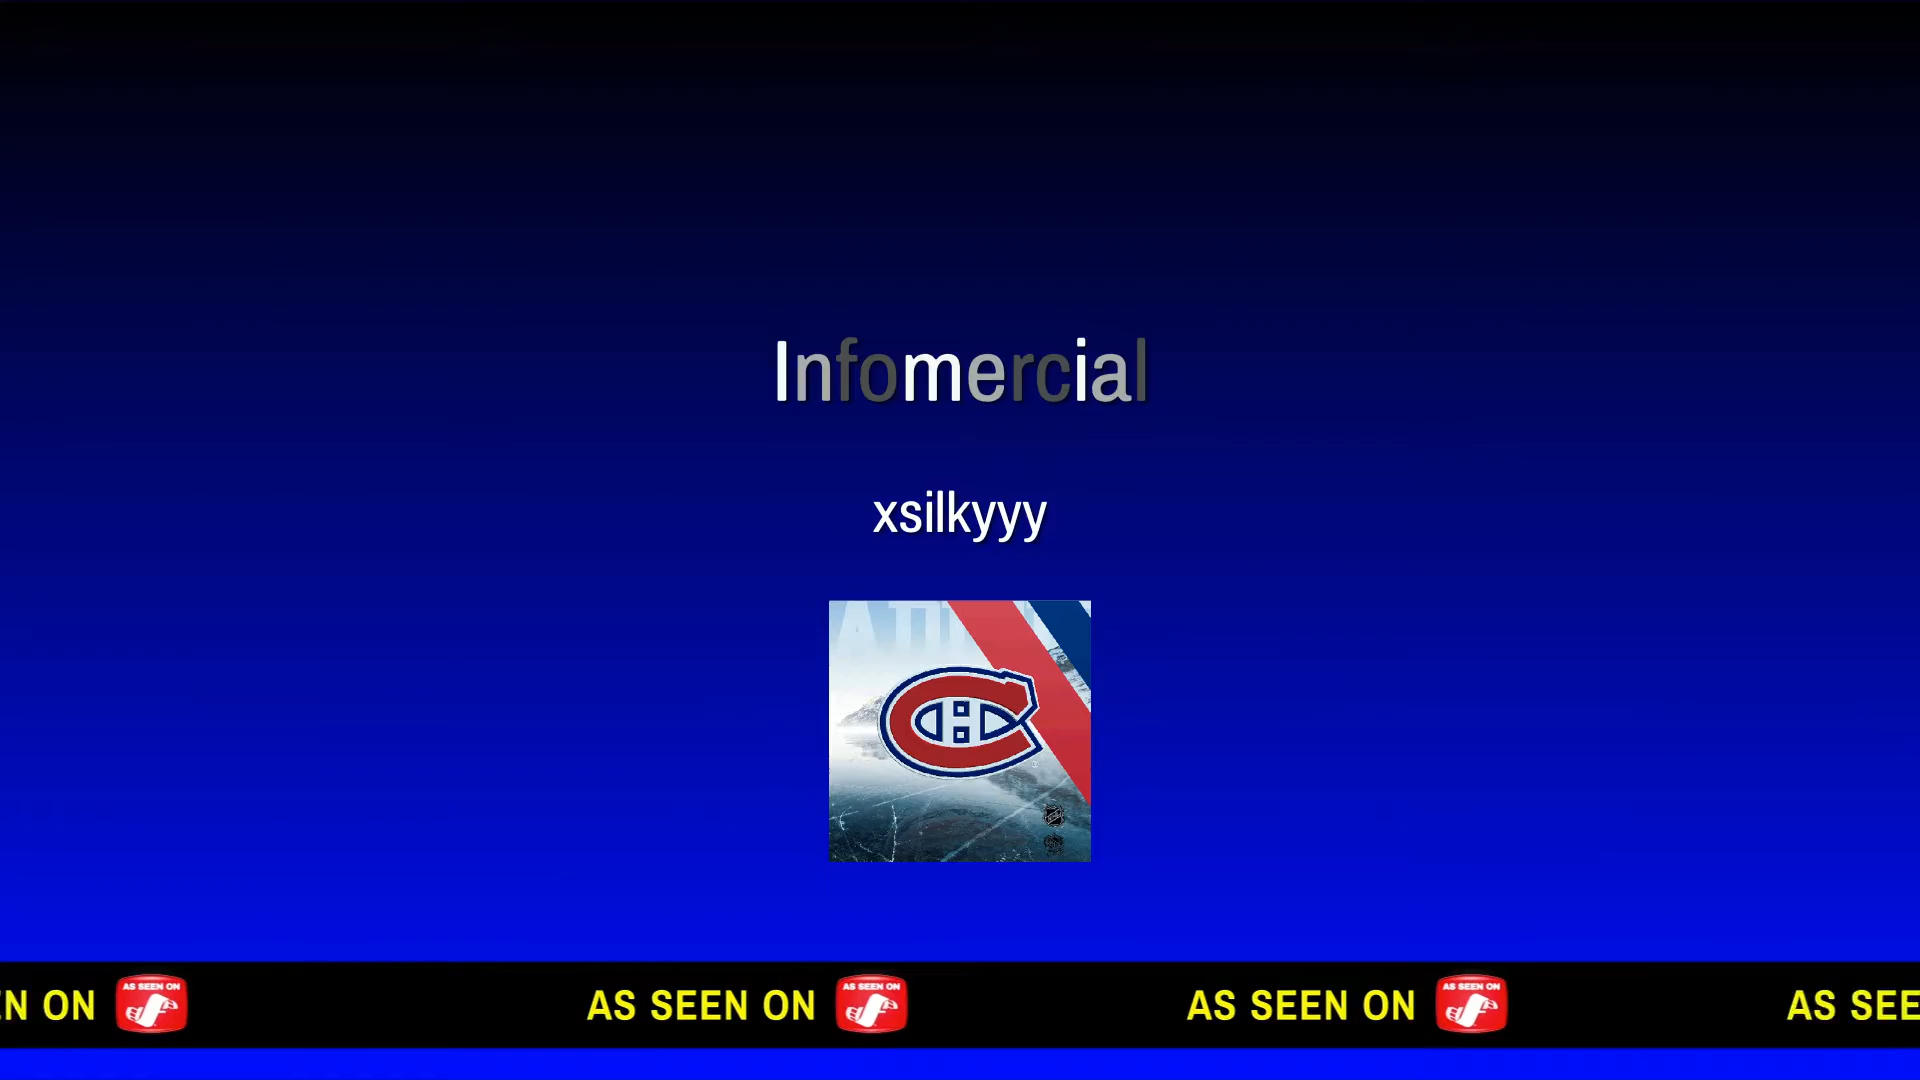 Infomercial
xsilkyyy
EN ON AS SEEN ON AS SEEN ON AS SEEN ON AS SEEN ON AS SEEN ON AS SEE